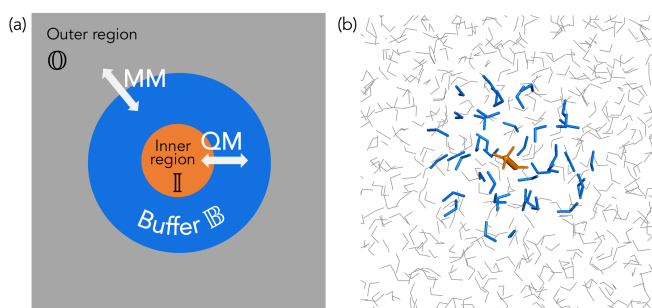 (a)
Outer region
𝕆
MM
QM
Inner
region
𝕀
Buffer 𝔹
(b)